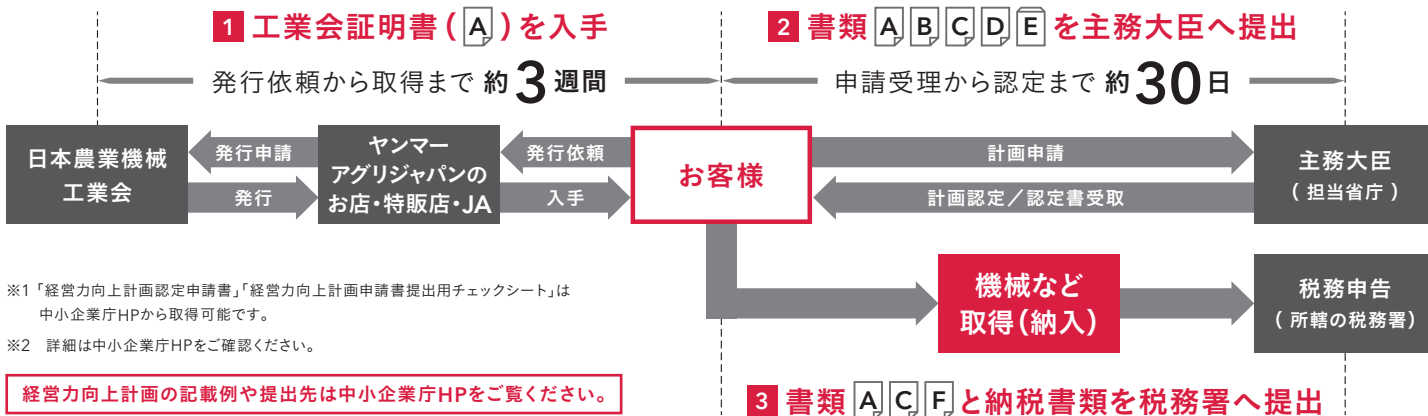 1 工業会証明書(A)を入手
2 書類ABCDEを主務大臣へ提出
発行依頼から取得まで 約3週間
申請受理から認定まで 約30日
日本農業機械
工業会
発行申請
発行
ヤンマー
アグリジャパンの
お店・特販店・JA
発行依頼
入手
お客様
計画申請
計画認定/認定書受取
主務大臣
(担当省庁)
機械など
取得(納入)
税務申告
(所轄の税務署)
※1「経営力向上計画認定申請書」「経営力向上計画申請書提出用チェックシート」は
中小企業庁HPから取得可能です。
※2 詳細は中小企業庁HPをご確認ください。
経営力向上計画の記載例や提出先は中小企業庁HPをご覧ください。
3 書類ACFと納税書類を税務署へ提出